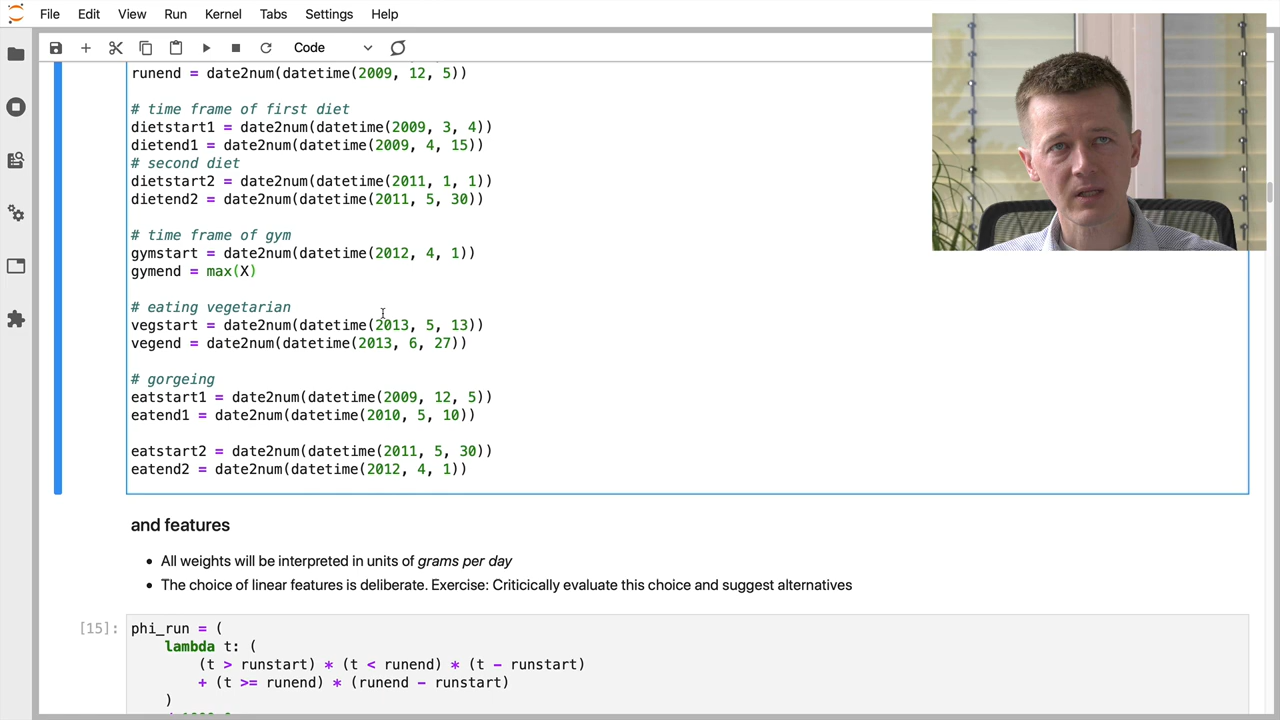 File Edit View Run Kernel Tabs Settings Help
Code
runend = date2num(datetime(2009, 12, 5))
# time frame of first diet
dietstart1 = date2num(datetime(2009, 3, 4))
dietend1 = date2num(datetime(2009, 4, 15))
# second diet
dietstart2 = date2num(datetime(2011, 1, 1))
dietend2 = date2num(datetime(2011, 5, 30))
# time frame of gym
gymstart = date2num(datetime(2012, 4, 1))
gymend = max(X)
# eating vegetarian
vegstart = date2num(datetime(2013, 5, 13))
vegend = date2num(datetime(2013, 6, 27))
# gorgeing
eatstart1 = date2num(datetime(2009, 12, 5))
eatend1 = date2num(datetime(2010, 5, 10))
eatstart2 = date2num(datetime(2011, 5, 30))
eatend2 = date2num(datetime(2012, 4, 1))
and features
• All weights will be interpreted in units of grams per day
• The choice of linear features is deliberate. Exercise: Criticically evaluate this choice and suggest alternatives
[15]: phi_run = (
lambda t: (
(t > runstart) * (t < runend) * (t - runstart)
+ (t >= runend) * (runend - runstart)
)